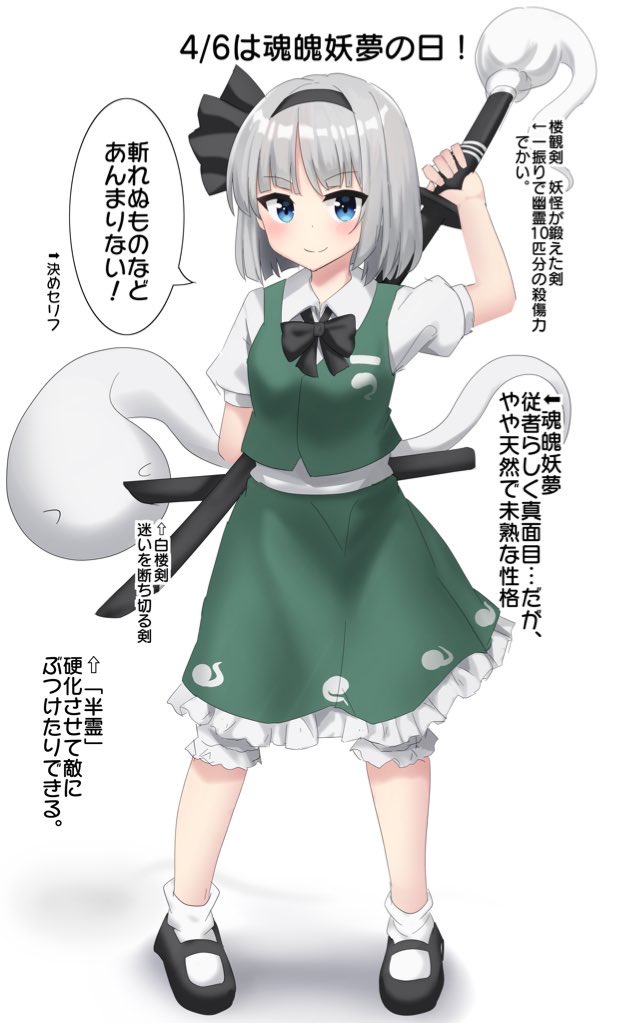 4/6は魂魄妖夢の日！
楼観剣　妖怪が鍛えた剣
←一振りで幽霊10匹分の殺傷力
でかい。
斬れぬものなど
あんまりない！
⬆決めセリフ
⬅魂魄妖夢
従者らしく真面目…だが、
やや天然で未熟な性格
⇧白楼剣
迷いを断ち切る剣
⇧「半霊」
硬化させて敵に
ぶつけたりできる。